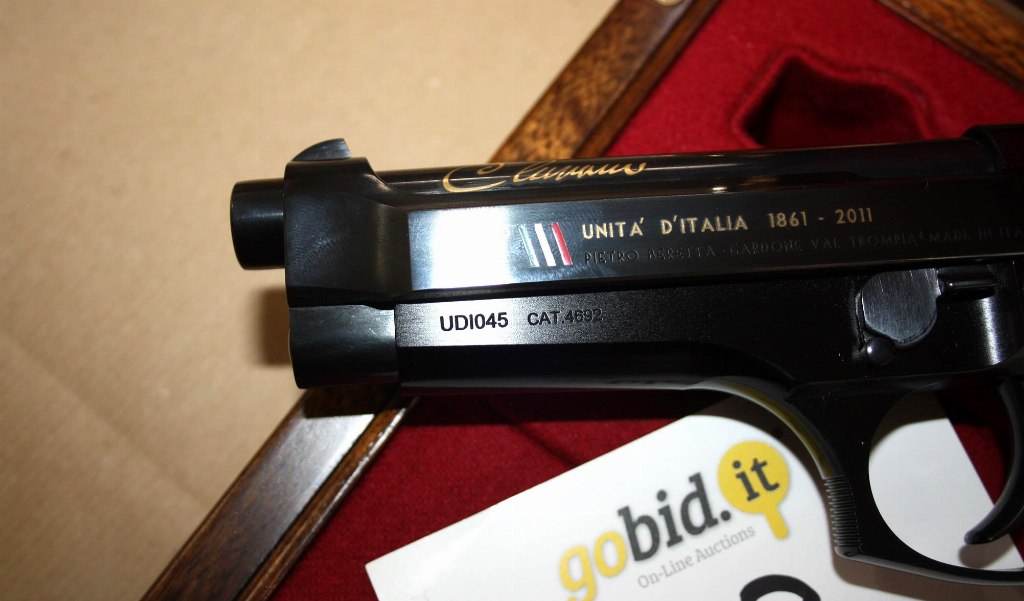 UNITA' D'ITALIA 1861 - 2011
PIETRO BERETTA GARDONE VAL TROMPIA MADE IN ITA
UDI045 CAT.4692
gobid.it
On-Line Auctions